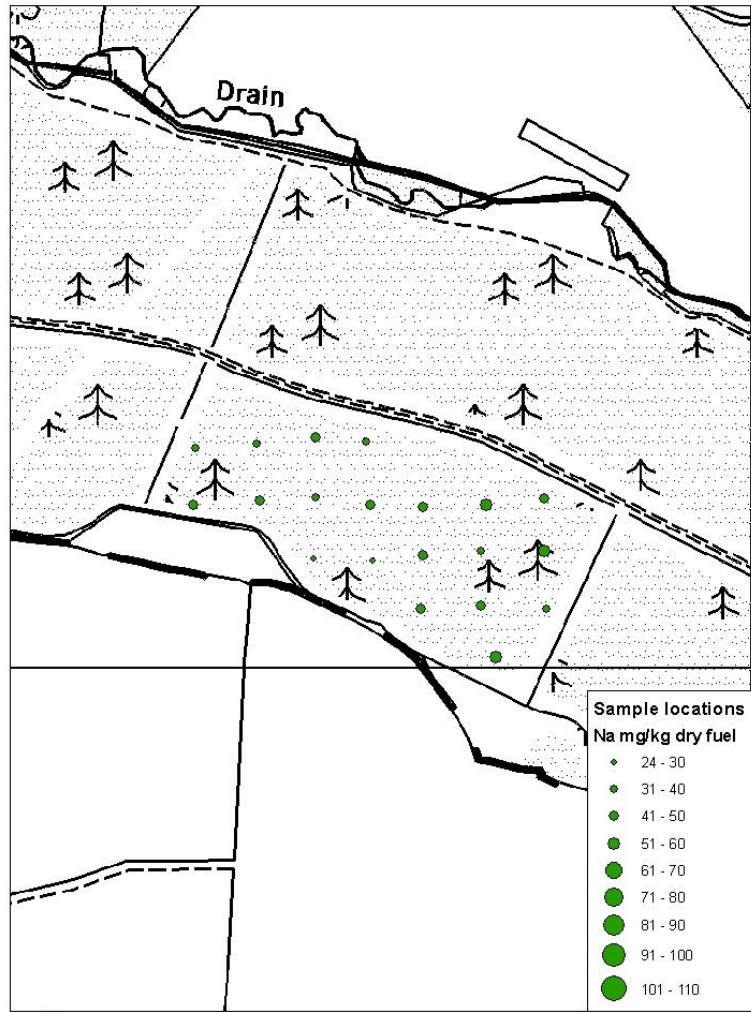 Drain
Sample locations
Na mg/kg dry fuel
24 - 30
31 - 40
41 - 50
51 - 60
61 - 70
71 - 80
81 - 90
91 - 100
101 - 110